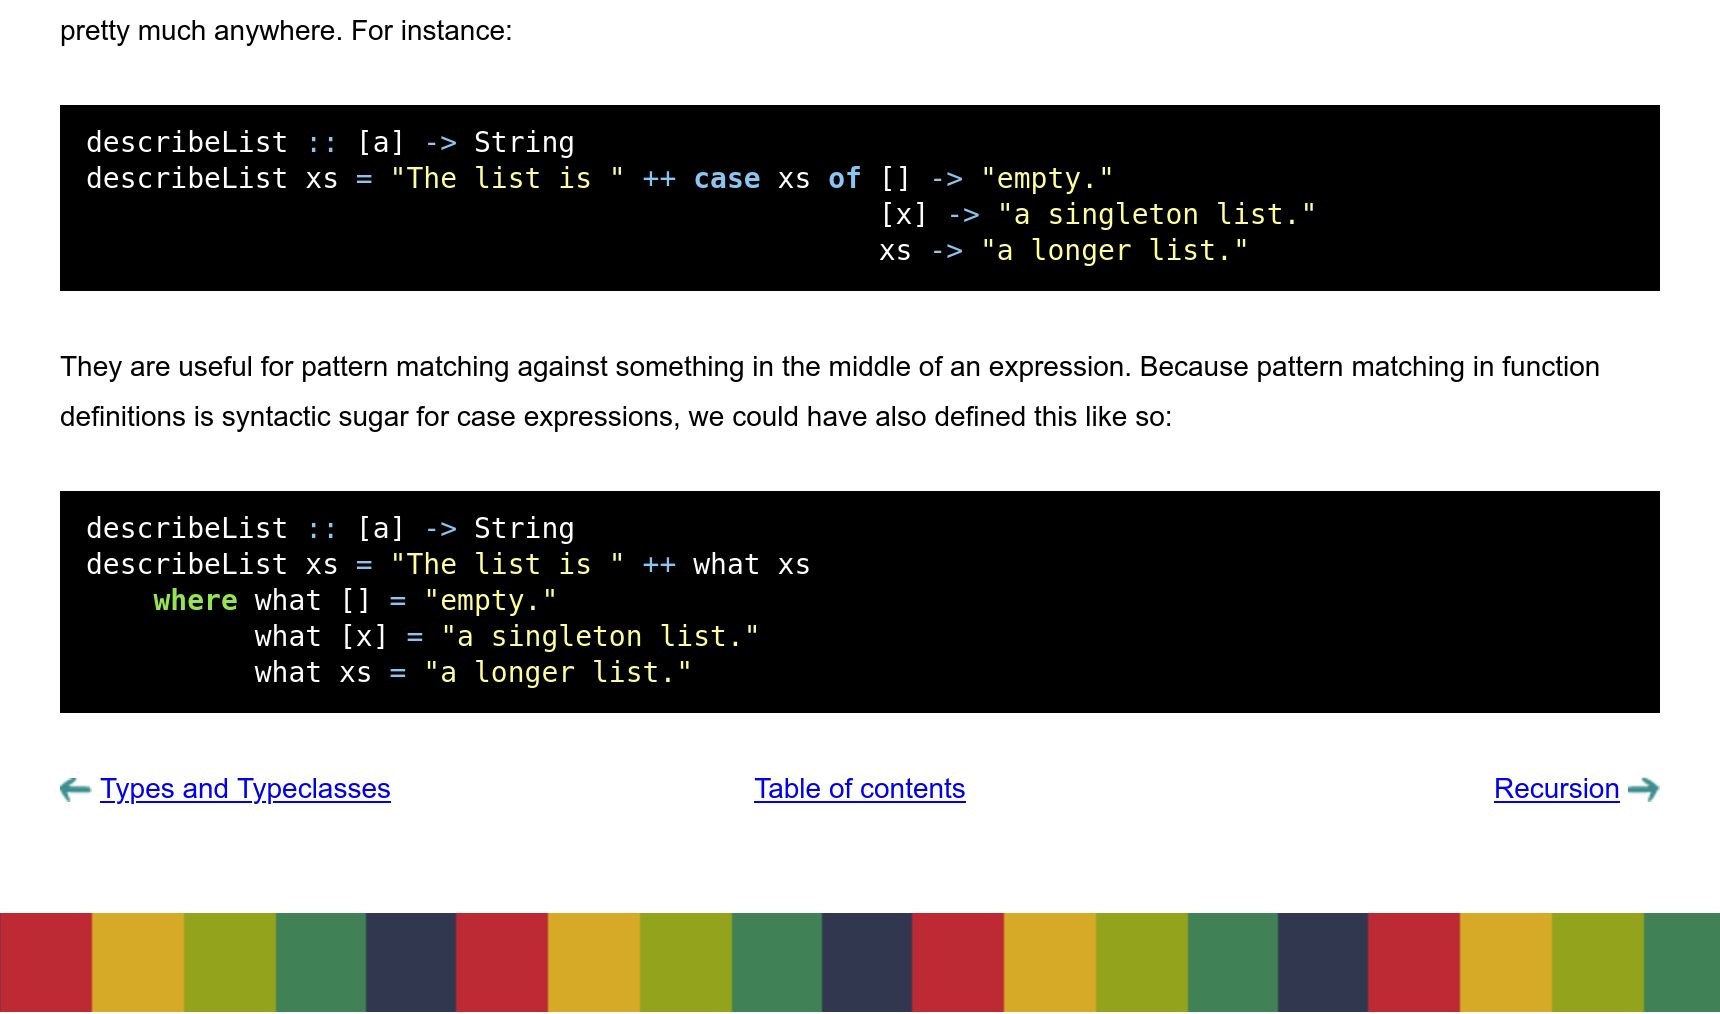 pretty much anywhere. For instance:
describeList :: [a] -> String
describeList xs = "The list is " ++ case xs of [] -> "empty."
                                               [x] -> "a singleton list."
                                               xs -> "a longer list."
They are useful for pattern matching against something in the middle of an expression. Because pattern matching in function
definitions is syntactic sugar for case expressions, we could have also defined this like so:
describeList :: [a] -> String
describeList xs = "The list is " ++ what xs
    where what [] = "empty."
          what [x] = "a singleton list."
          what xs = "a longer list."
Types and Typeclasses Table of contents Recursion